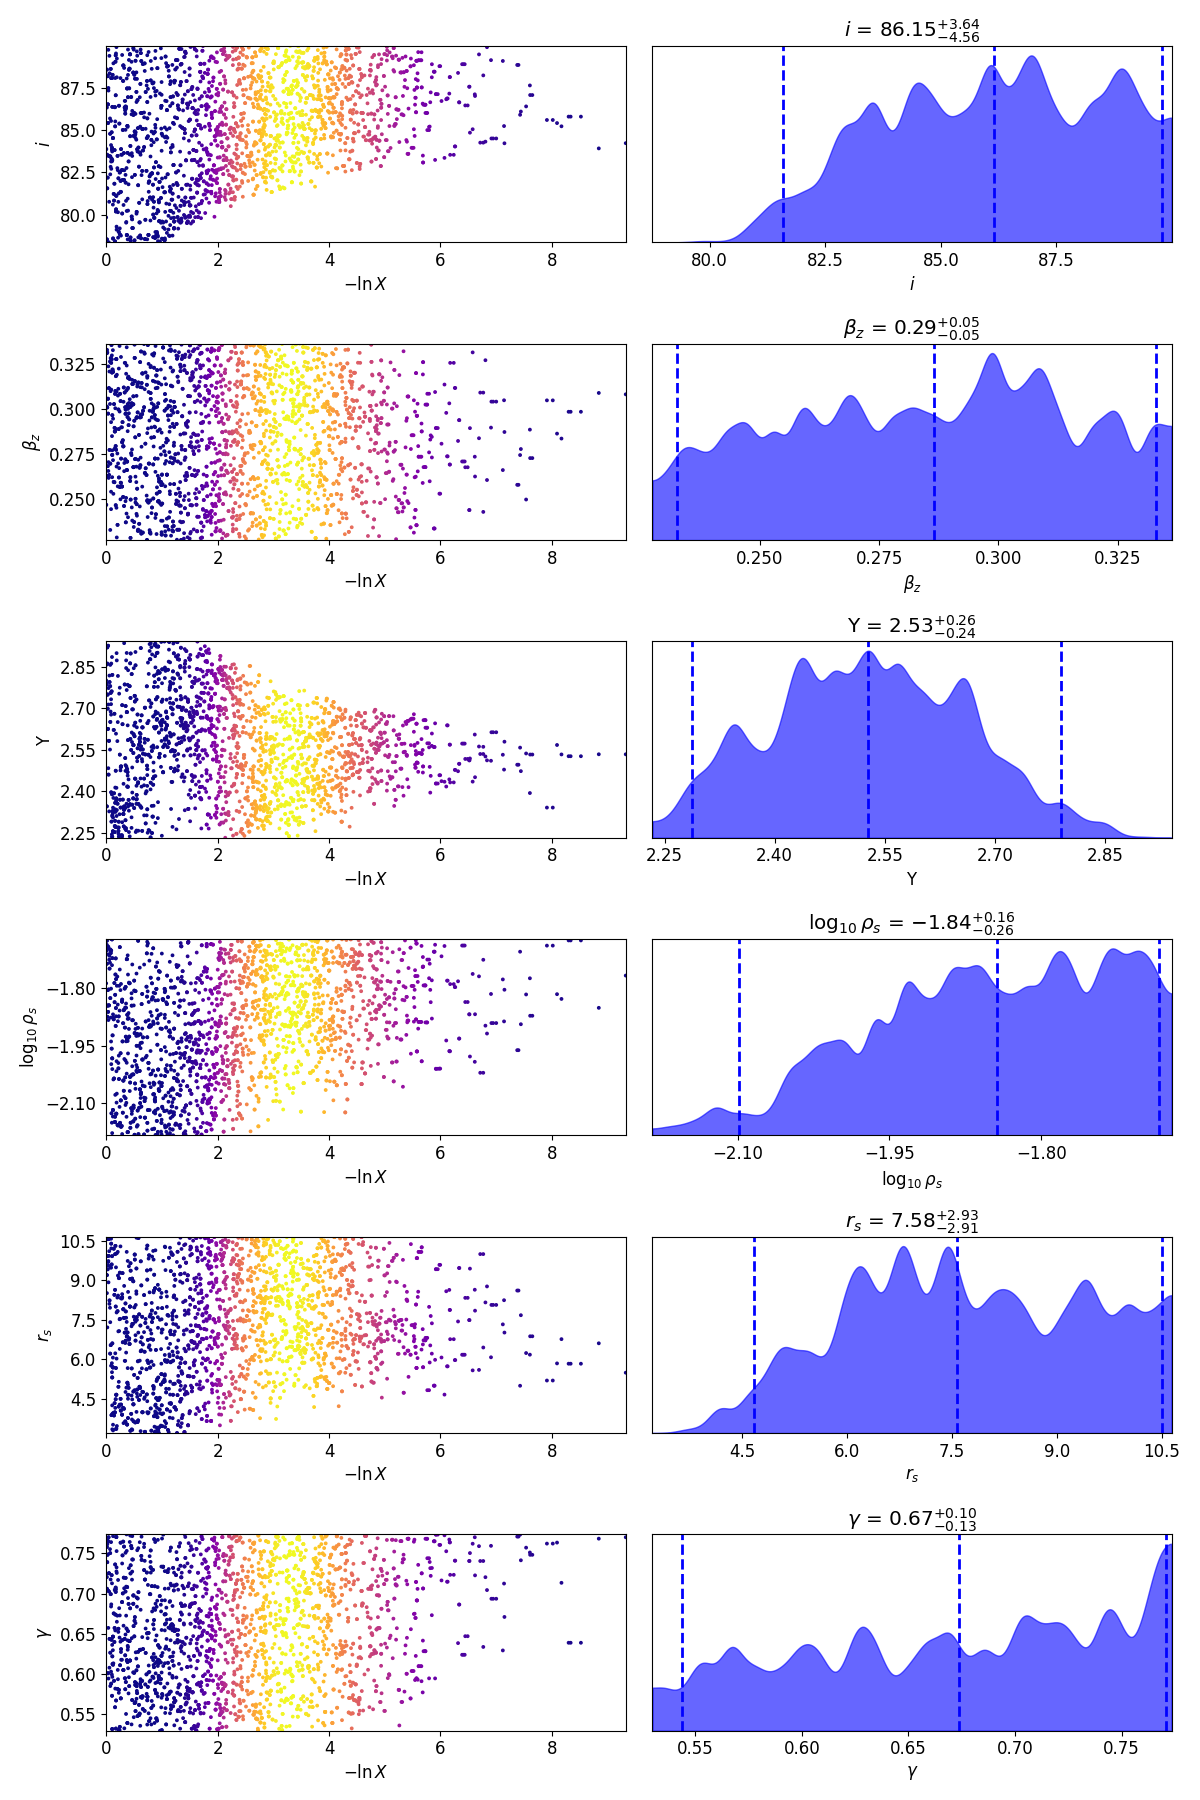 i = 86.15+3.64−4.56
87.5
85.0
82.5
80.0
i
0 2 4 6 8
−ln X
80.0 82.5 85.0 87.5
i
βz = 0.29+0.05−0.05
0.325
0.300
0.275
0.250
βz
0 2 4 6 8
−ln X
0.250 0.275 0.300 0.325
βz
Y = 2.53+0.26−0.24
2.85
2.70
2.55
2.40
2.25
Y
0 2 4 6 8
−ln X
2.25 2.40 2.55 2.70 2.85
Y
log10 ρs = −1.84+0.16−0.26
−1.80
−1.95
−2.10
log10 ρs
0 2 4 6 8
−ln X
−2.10 −1.95 −1.80
log10 ρs
rs = 7.58+2.93−2.91
10.5
9.0
7.5
6.0
4.5
rs
0 2 4 6 8
−ln X
4.5 6.0 7.5 9.0 10.5
rs
γ = 0.67+0.10−0.13
0.75
0.70
0.65
0.60
0.55
γ
0 2 4 6 8
−ln X
0.55 0.60 0.65 0.70 0.75
γ